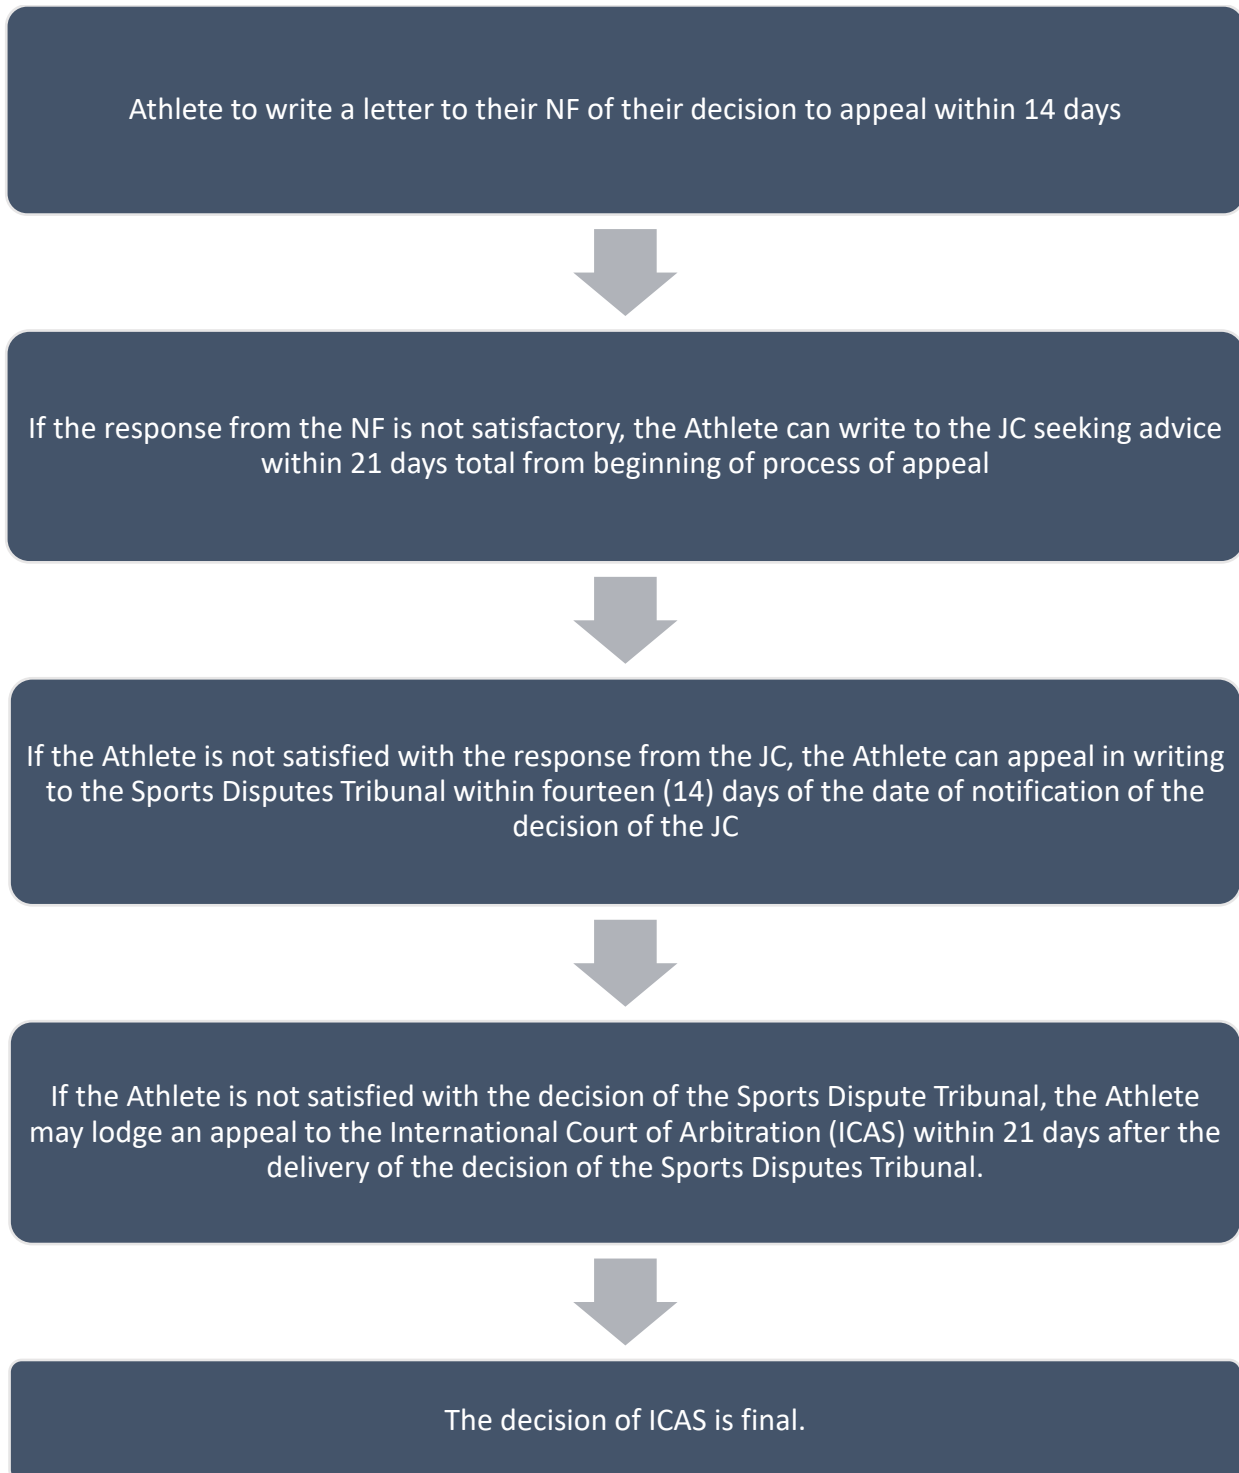 Athlete to write a letter to their NF of their decision to appeal within 14 days
If the response from the NF is not satisfactory, the Athlete can write to the JC seeking advice
within 21 days total from beginning of process of appeal
If the Athlete is not satisfied with the response from the JC, the Athlete can appeal in writing
to the Sports Disputes Tribunal within fourteen (14) days of the date of notification of the
decision of the JC
If the Athlete is not satisfied with the decision of the Sports Dispute Tribunal, the Athlete
may lodge an appeal to the International Court of Arbitration (ICAS) within 21 days after the
delivery of the decision of the Sports Disputes Tribunal.
The decision of ICAS is final.